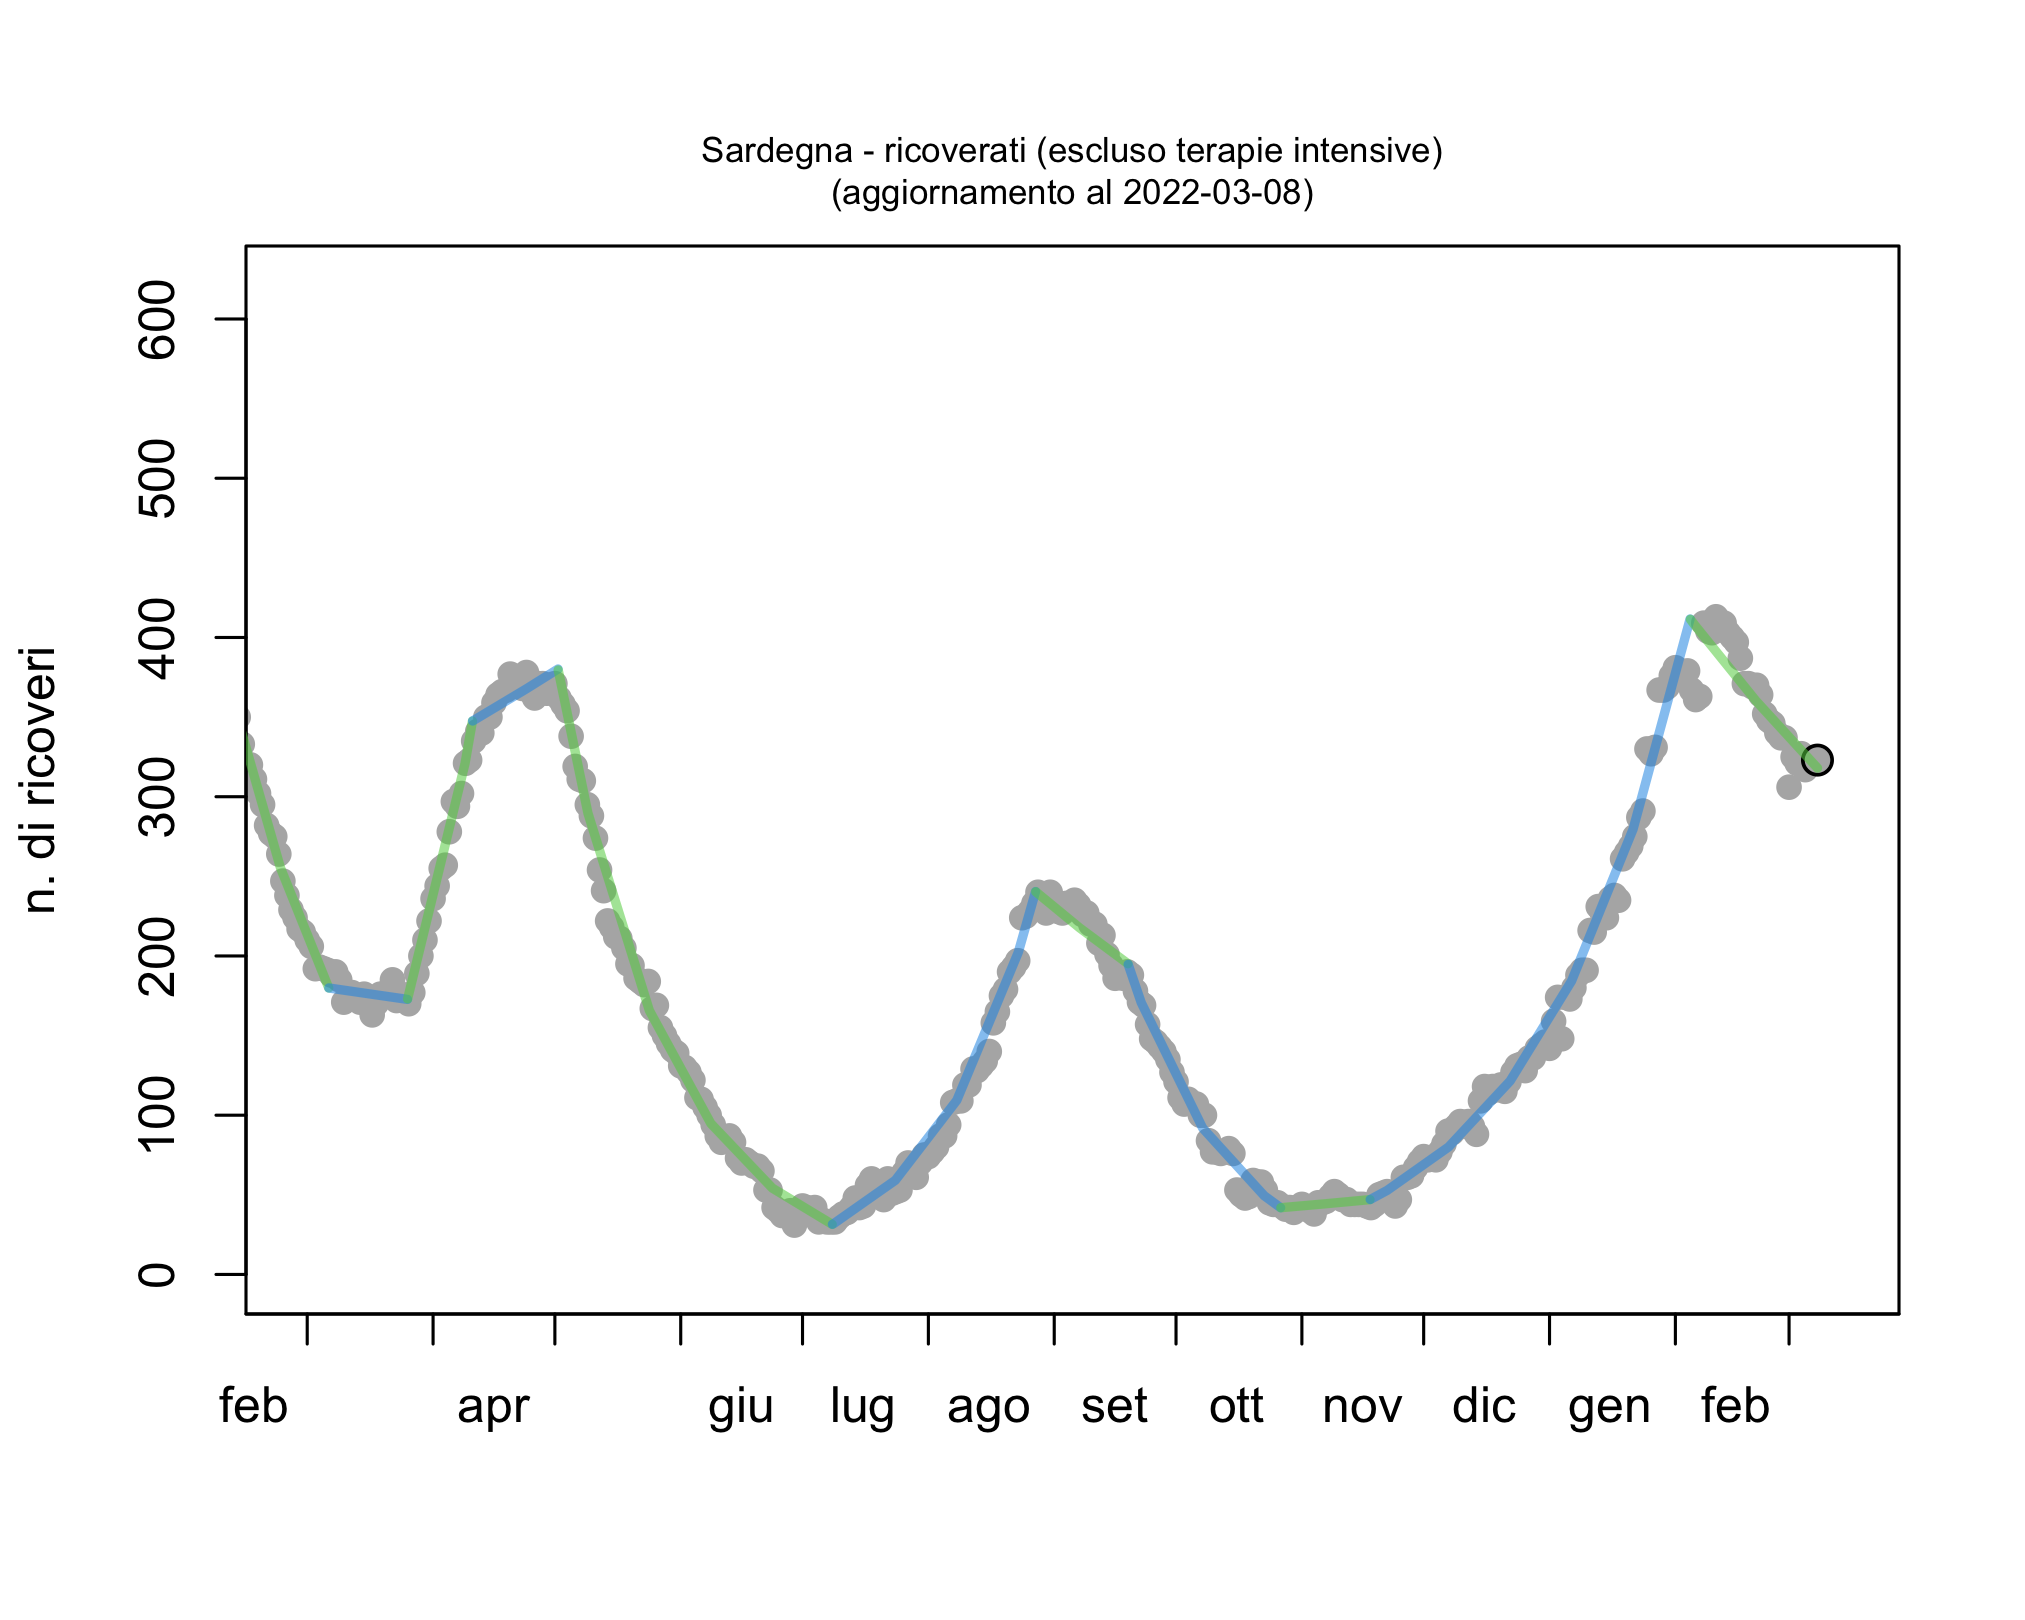 Sardegna - ricoverati (escluso terapie intensive)
(aggiornamento al 2022-03-08)
n. di ricoveri
600
500
400
300
200
100
0
feb apr giu lug ago set ott nov dic gen feb